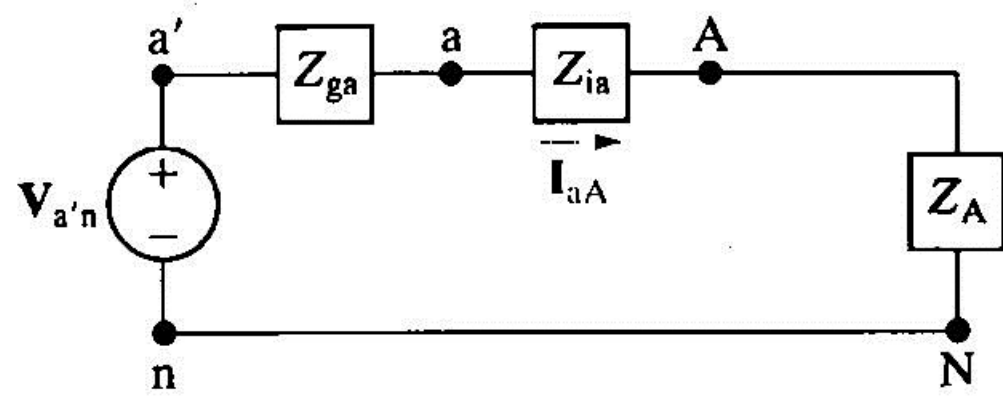 a′ a A
Z_ga Z_ia
+
V_a′n I_aA Z_A
−
n N